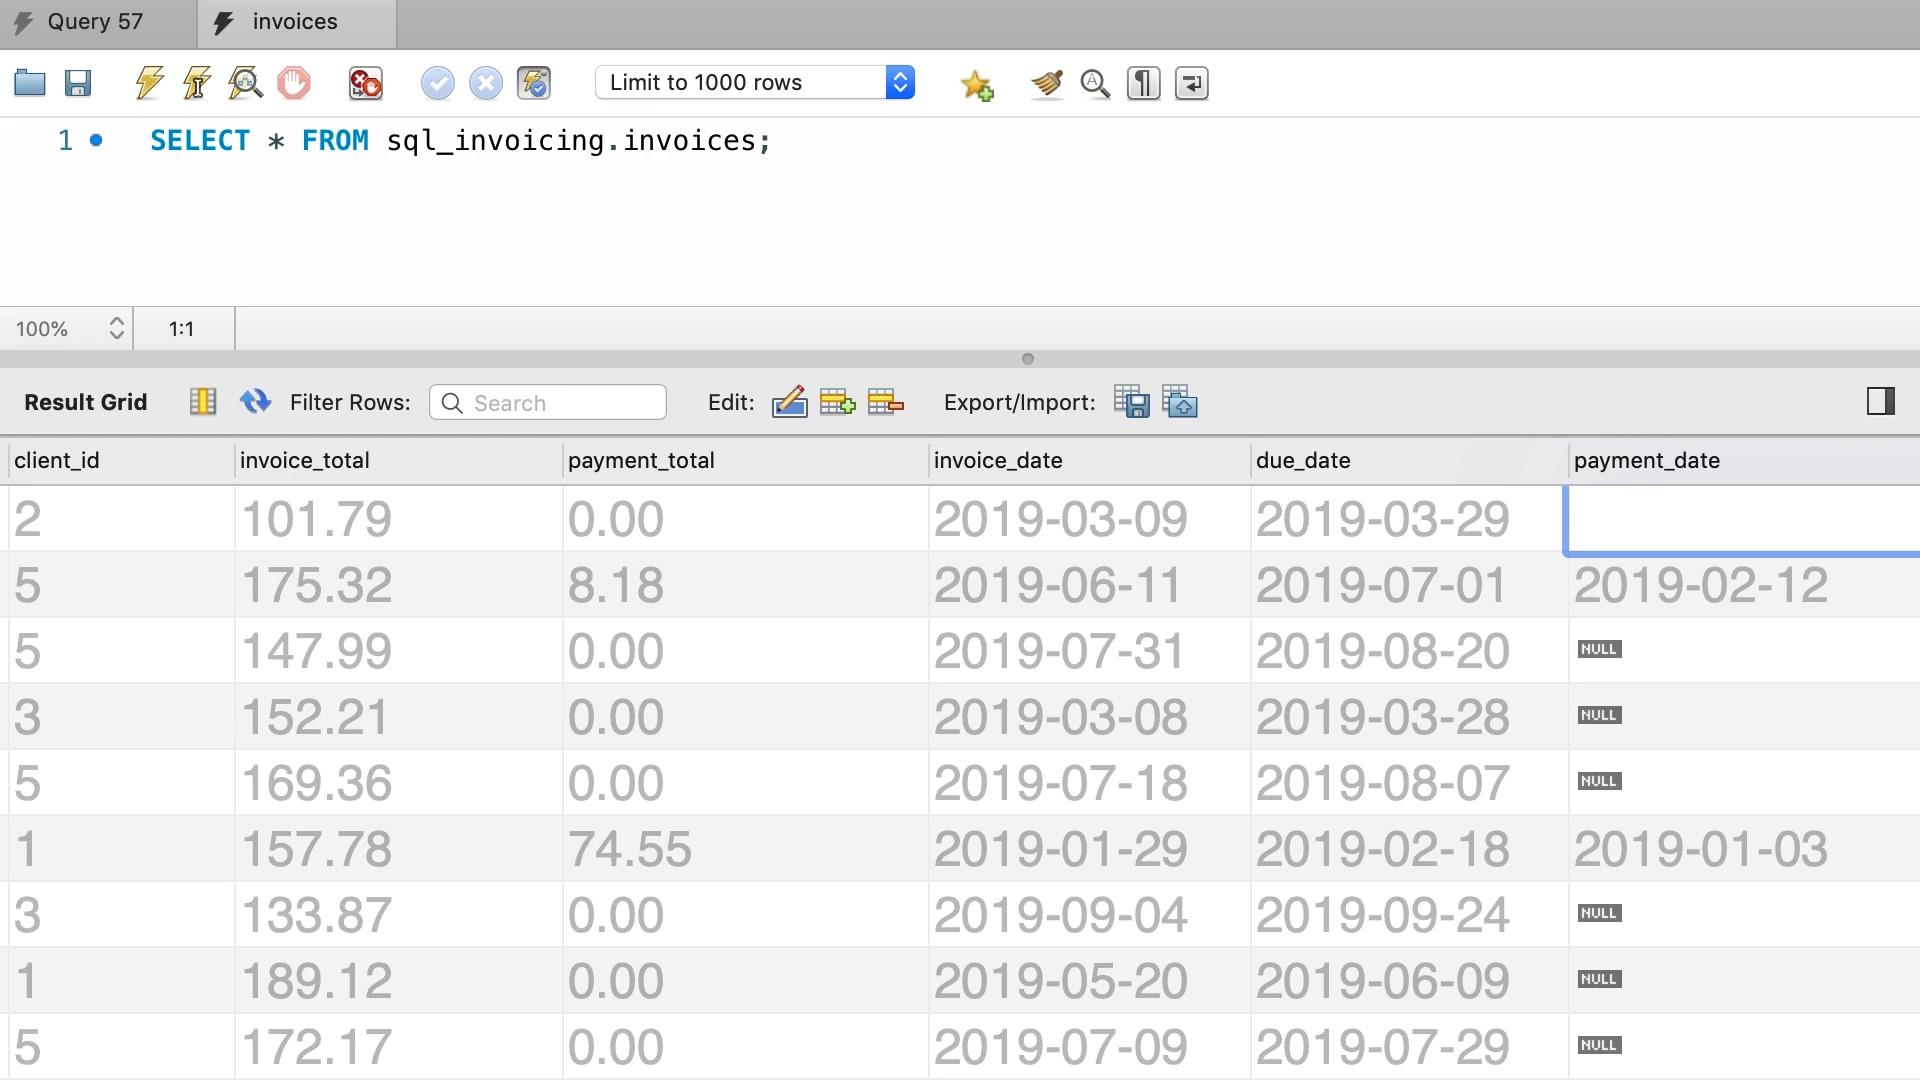 Query 57 invoices
Limit to 1000 rows
1 SELECT * FROM sql_invoicing.invoices;
100% 1:1
Result Grid Filter Rows: Search Edit: Export/Import:
client_id invoice_total payment_total invoice_date due_date payment_date
2 101.79 0.00 2019-03-09 2019-03-29
5 175.32 8.18 2019-06-11 2019-07-01 2019-02-12
5 147.99 0.00 2019-07-31 2019-08-20 NULL
3 152.21 0.00 2019-03-08 2019-03-28 NULL
5 169.36 0.00 2019-07-18 2019-08-07 NULL
1 157.78 74.55 2019-01-29 2019-02-18 2019-01-03
3 133.87 0.00 2019-09-04 2019-09-24 NULL
1 189.12 0.00 2019-05-20 2019-06-09 NULL
5 172.17 0.00 2019-07-09 2019-07-29 NULL